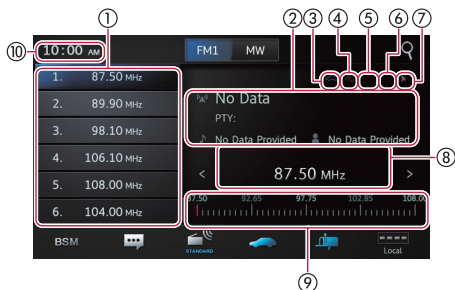 ① ② ③ ④ ⑤ ⑥ ⑦
⑩ 10:00 AM FM1 MW
1. 87.50 MHz
2. 89.90 MHz
3. 98.10 MHz
4. 106.10 MHz
5. 108.00 MHz
6. 104.00 MHz
No Data
PTY:
No Data Provided No Data Provided
⑧
< 87.50 MHz >
87.50 92.65 97.75 102.85 108.00
BSM STANDARD Local
⑨